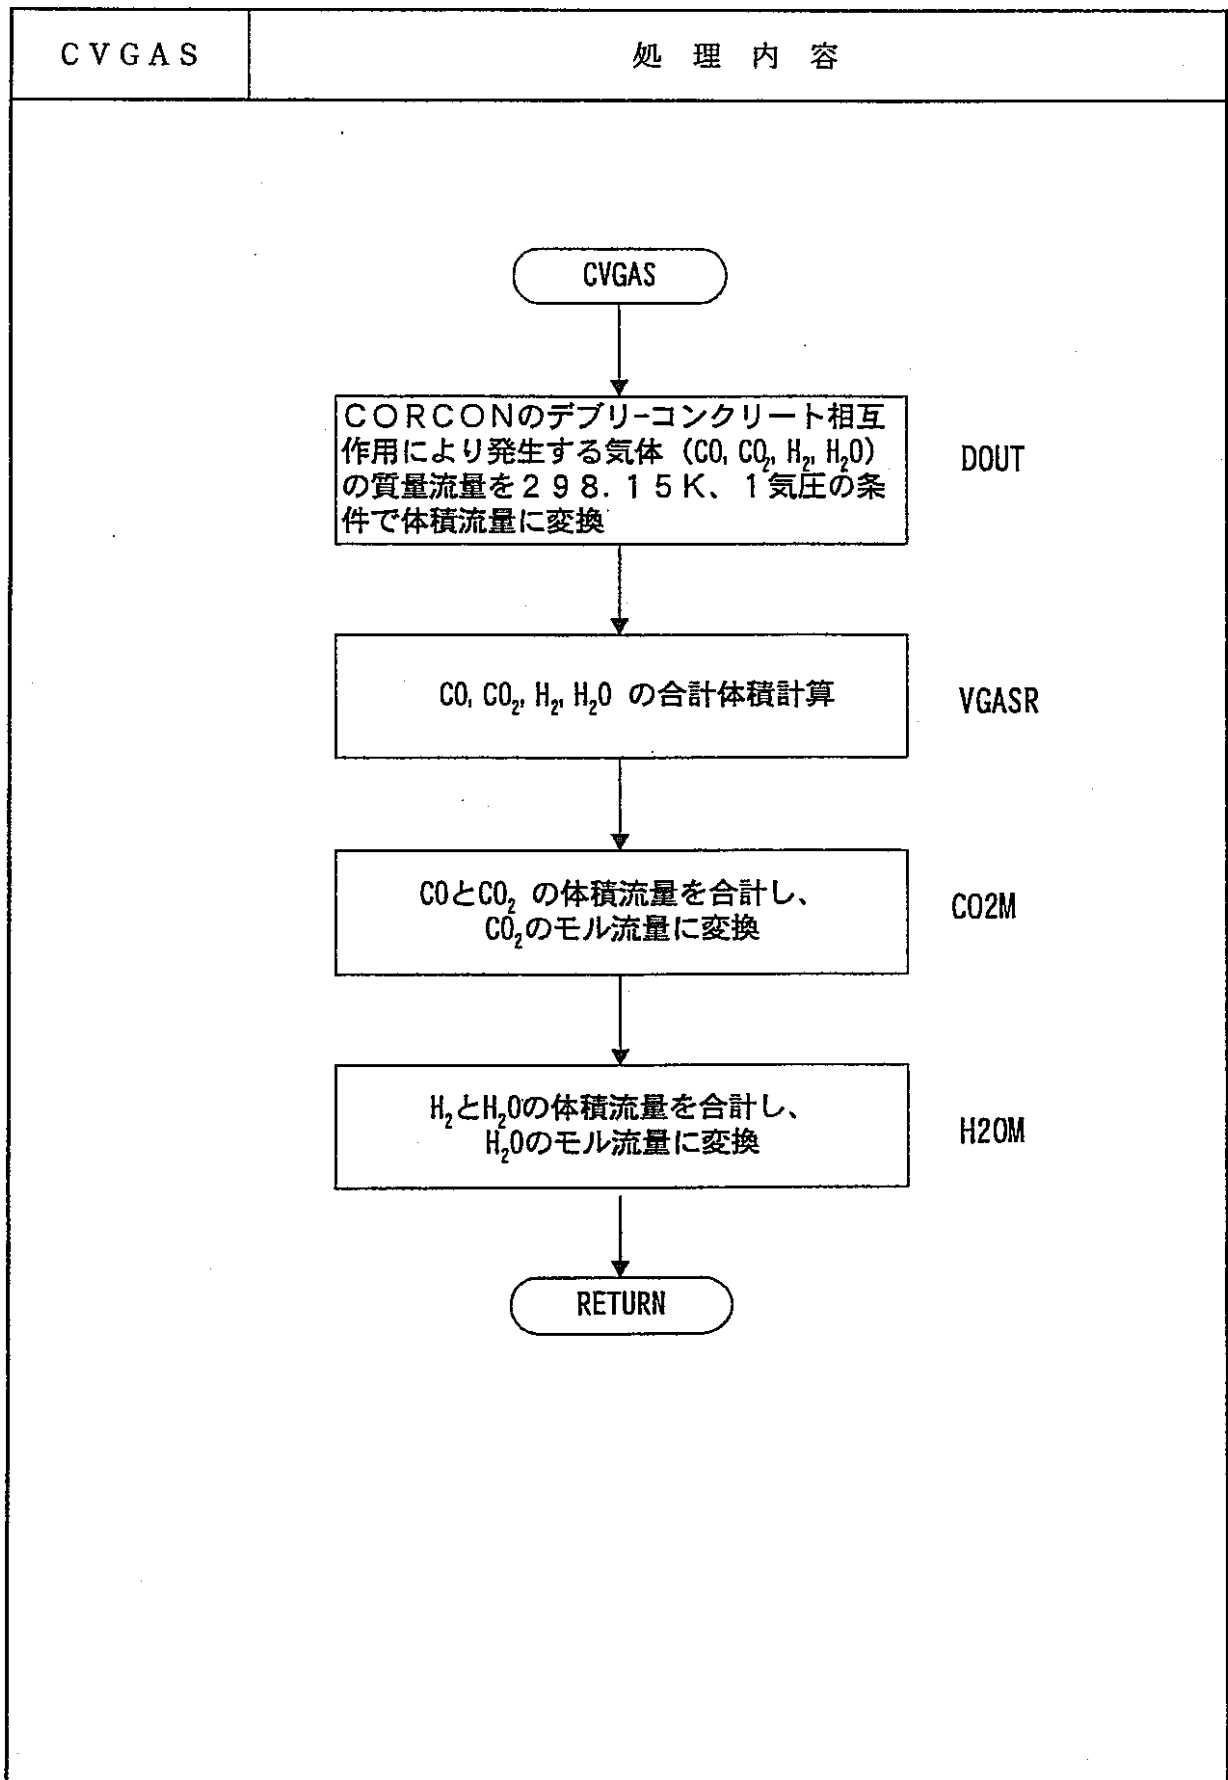 CVGAS
処理内容
CVGAS
CORCONのデブリ-コンクリート相互
作用により発生する気体（CO, CO₂, H₂, H₂O）
の質量流量を298.15K、1気圧の条
件で体積流量に変換
DOUT
CO, CO₂, H₂, H₂O の合計体積計算
VGASR
COとCO₂ の体積流量を合計し、
CO₂のモル流量に変換
CO2M
H₂とH₂Oの体積流量を合計し、
H₂Oのモル流量に変換
H2OM
RETURN